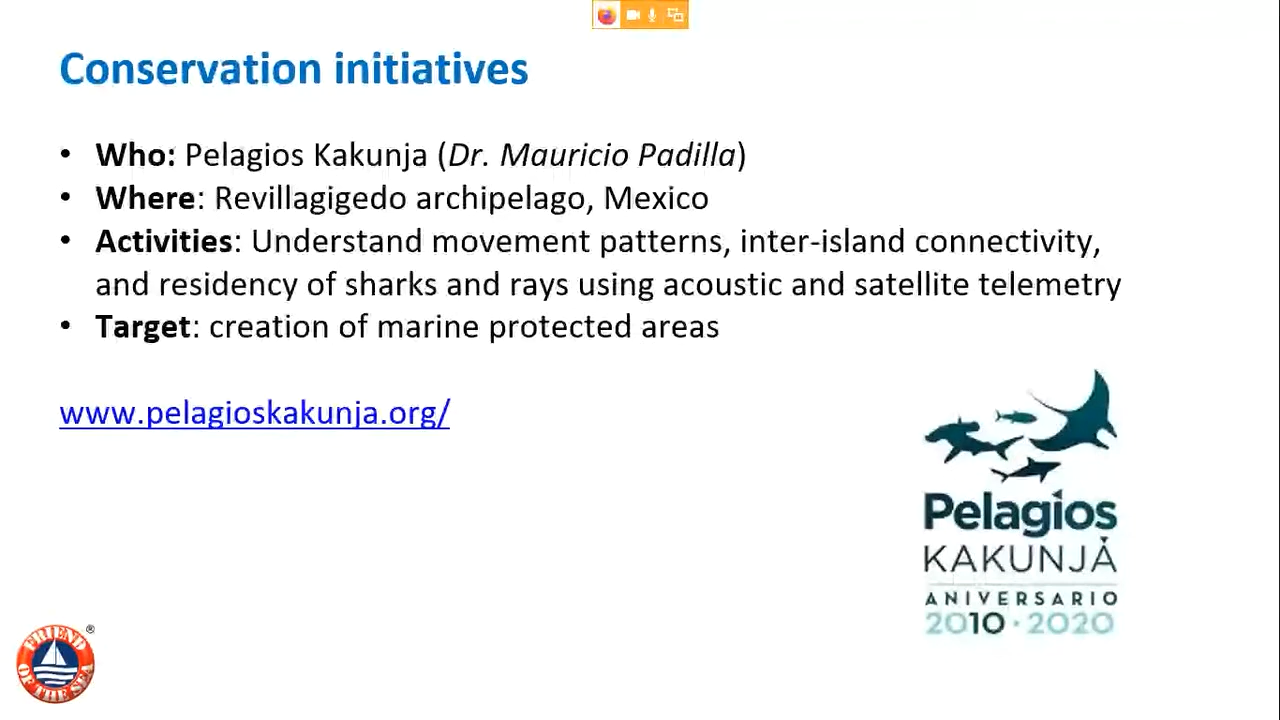 Conservation initiatives
• Who: Pelagios Kakunja (Dr. Mauricio Padilla)
• Where: Revillagigedo archipelago, Mexico
• Activities: Understand movement patterns, inter-island connectivity,
and residency of sharks and rays using acoustic and satellite telemetry
• Target: creation of marine protected areas
www.pelagioskakunja.org/
Pelagios
KAKUNJÁ
ANIVERSARIO
2010 · 2020
FRIEND
OF THE SEA
®